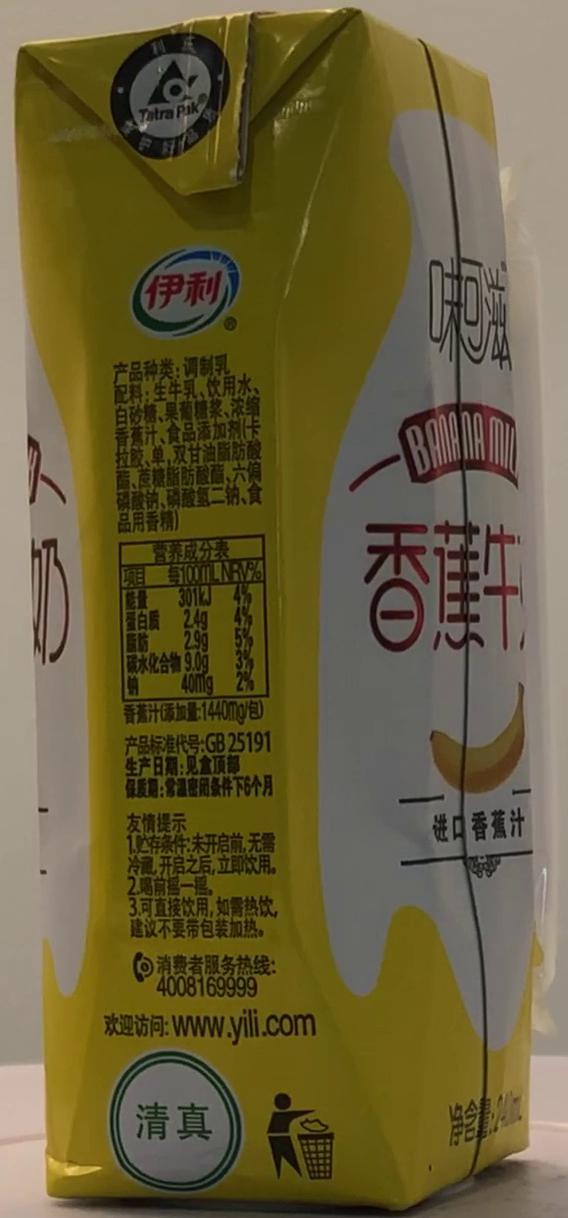 利乐
Tetra Pak®
伊利®
产品种类:调制乳
配料:生牛乳、饮用水、
白砂糖、果葡糖浆、浓缩
香蕉汁、食品添加剂(卡
拉胶,单,双甘油脂肪酸
酯、蔗糖脂肪酸酯、六偏
磷酸钠、磷酸氢二钠、食
品用香精)
营养成分表
项目 每100mL NRV%
能量 301kJ 4%
蛋白质 2.4g 4%
脂肪 2.9g 5%
碳水化合物 9.0g 3%
钠 40mg 2%
香蕉汁(添加量:1440mg/包)
产品标准代号:GB 25191
生产日期:见盒顶部
保质期:常温密闭条件下6个月
友情提示
1.贮存条件:未开启前,无需
冷藏,开启之后,立即饮用。
2.喝前摇一摇。
3.可直接饮用,如需热饮,
建议不要带包装加热。
消费者服务热线:
4008169999
欢迎访问:www.yili.com
清真
味可滋
BANANA MIL
香蕉牛
进口香蕉汁
净含量:240mL
奶